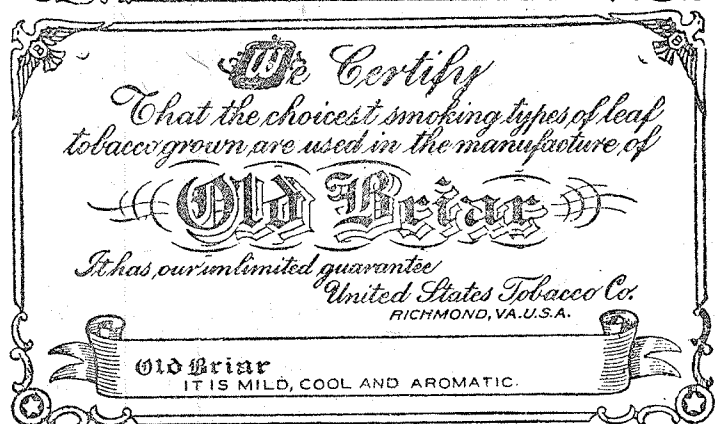 We Certify
That the choicest smoking types of leaf
tobacco grown, are used in the manufacture of
Old Briar
It has our unlimited guarantee
United States Tobacco Co.
RICHMOND, VA. U.S.A.
Old Briar
IT IS MILD, COOL AND AROMATIC.